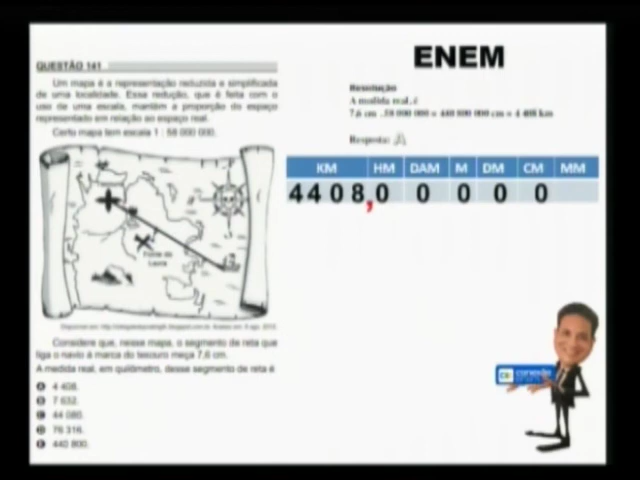 ENEM
QUESTÃO 141
Um mapa é a representação reduzida e simplificada
de uma localidade. Essa redução, que é feita com o
uso de uma escala, mantém a proporção do espaço
representado em relação ao espaço real.
Certo mapa tem escala 1 : 58 000 000.
Considere que, nesse mapa, o segmento de reta que
liga o navio à marca do tesouro meça 7,6 cm.
A medida real, em quilômetro, desse segmento de reta é
A 4 408.
B 7 632.
C 44 080.
D 76 316.
E 440 800.
Resolução
A medida real, é
7,6 cm . 58 000 000 = 440 800 000 cm = 4 408 km
Resposta: A
KM HM DAM M DM CM MM
4 4 0 8 , 0 0 0 0 0
conexão